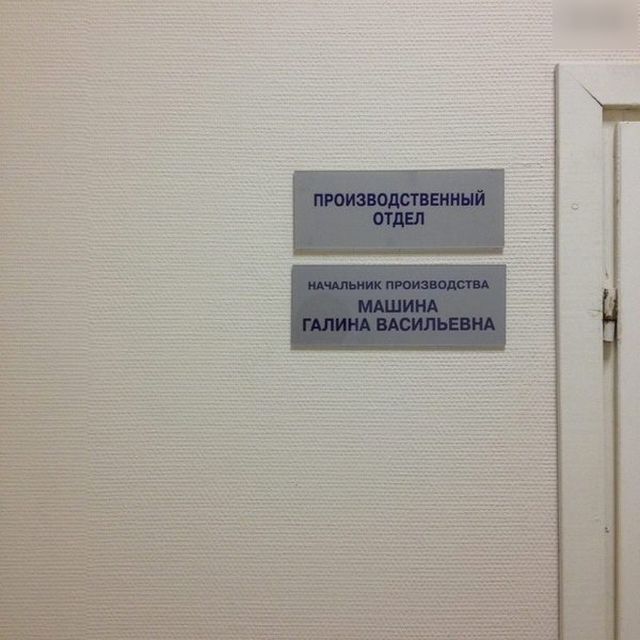 ПРОИЗВОДСТВЕННЫЙ
ОТДЕЛ
НАЧАЛЬНИК ПРОИЗВОДСТВА
МАШИНА
ГАЛИНА ВАСИЛЬЕВНА